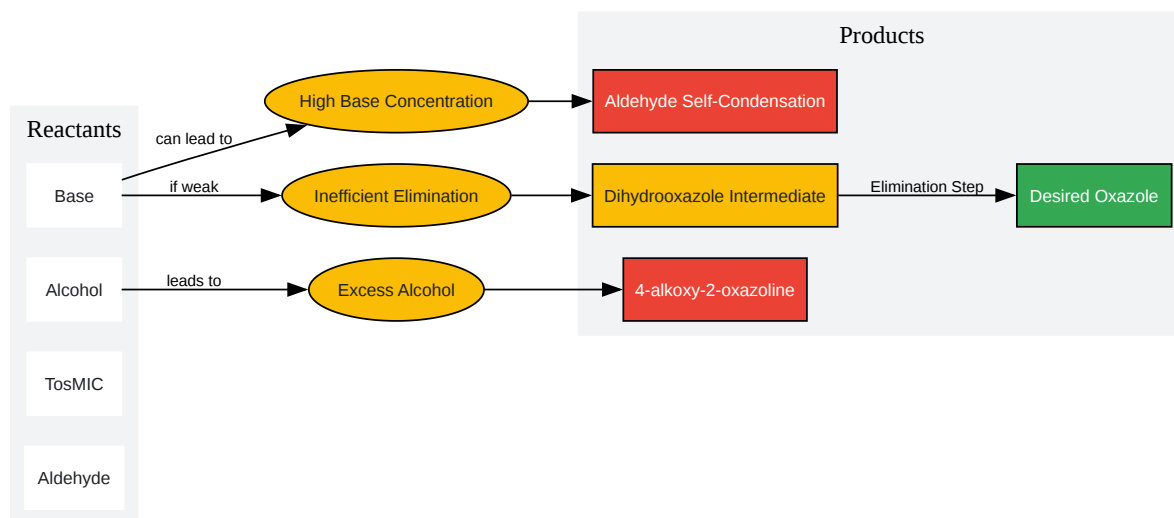 Products
Reactants
High Base Concentration
Aldehyde Self-Condensation
can lead to
Base
if weak
Inefficient Elimination
Dihydrooxazole Intermediate
Elimination Step
Desired Oxazole
Alcohol
leads to
Excess Alcohol
4-alkoxy-2-oxazoline
TosMIC
Aldehyde